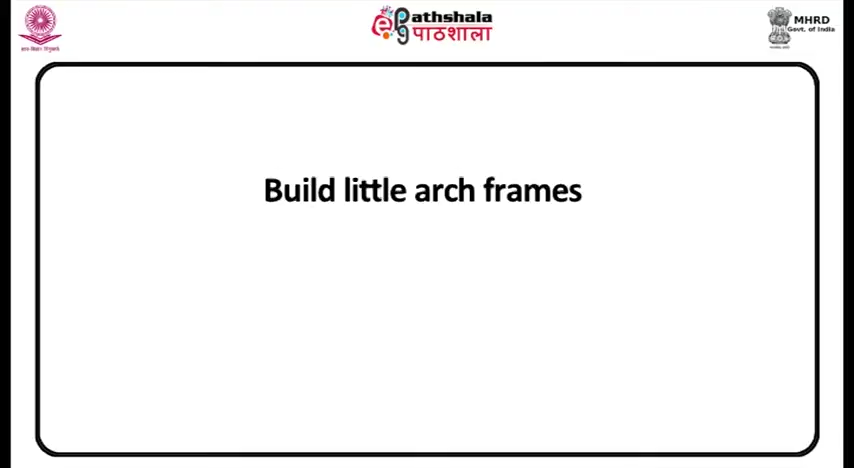 ePathshala
पाठशाला
MHRD
Govt. of India
Build little arch frames